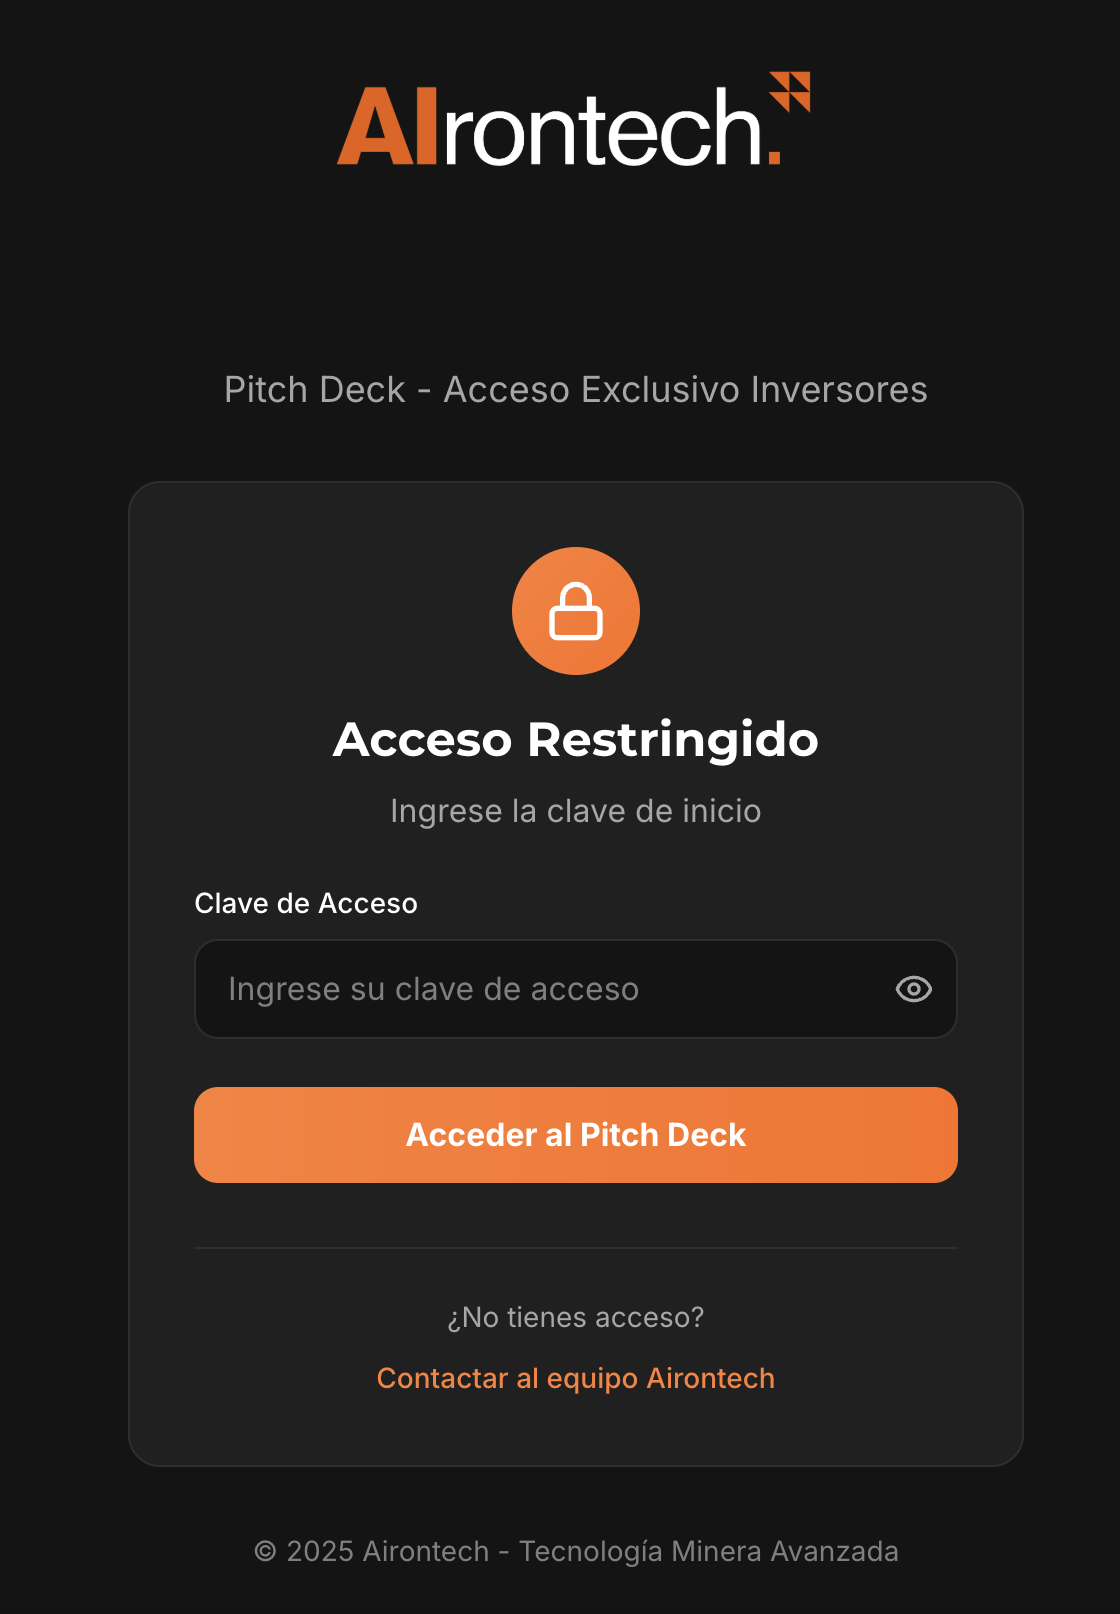 AIrontech.
Pitch Deck - Acceso Exclusivo Inversores
Acceso Restringido
Ingrese la clave de inicio
Clave de Acceso
Ingrese su clave de acceso
Acceder al Pitch Deck
¿No tienes acceso?
Contactar al equipo Airontech
© 2025 Airontech - Tecnología Minera Avanzada